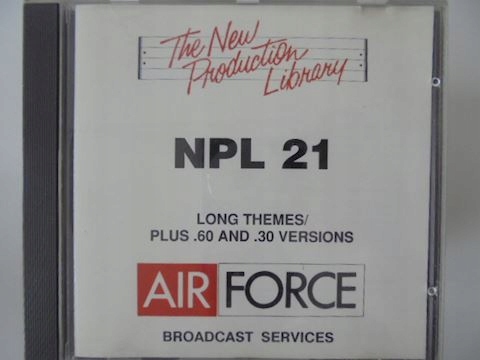 The New
Production
Library
NPL 21
LONG THEMES/
PLUS .60 AND .30 VERSIONS
AIR FORCE
BROADCAST SERVICES